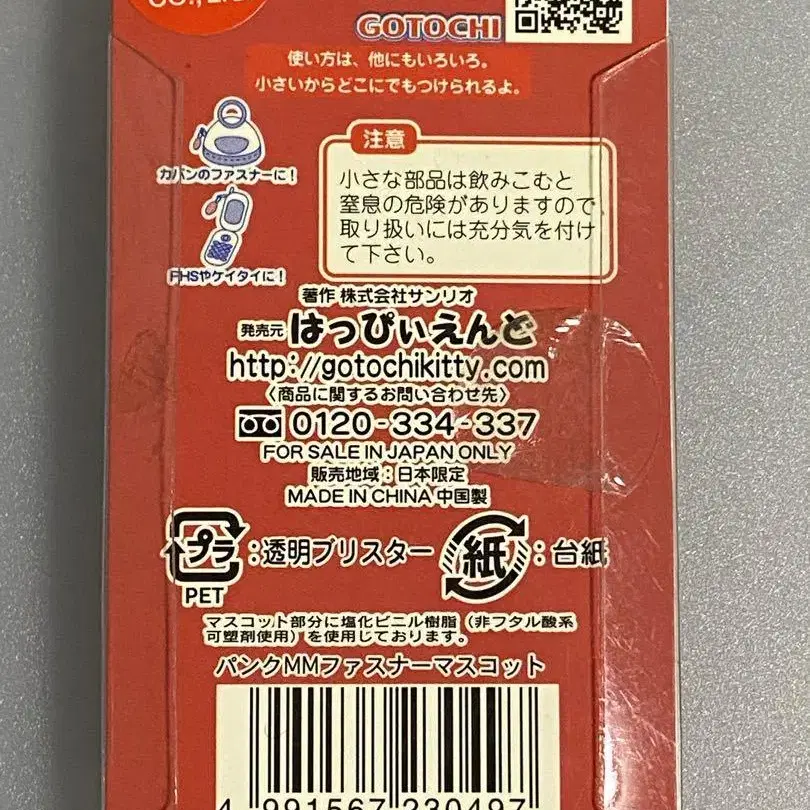 CO., LTD
GOTOCHI
使い方は、他にもいろいろ。
小さいからどこにでもつけられるよ。
注意
小さな部品は飲みこむと
窒息の危険がありますので、
取り扱いには充分気を付け
て下さい。
カバンのファスナーに!
PHSやケイタイに!
著作 株式会社サンリオ
発売元 はっぴぃえんど
http://gotochikitty.com
〈商品に関するお問い合わせ先〉
0120-334-337
FOR SALE IN JAPAN ONLY
販売地域:日本限定
MADE IN CHINA 中国製
プラ:透明ブリスター 紙:台紙
PET
マスコット部分に塩化ビニル樹脂(非フタル酸系
可塑剤使用)を使用しております。
パンクMMファスナーマスコット
4 991567 230497